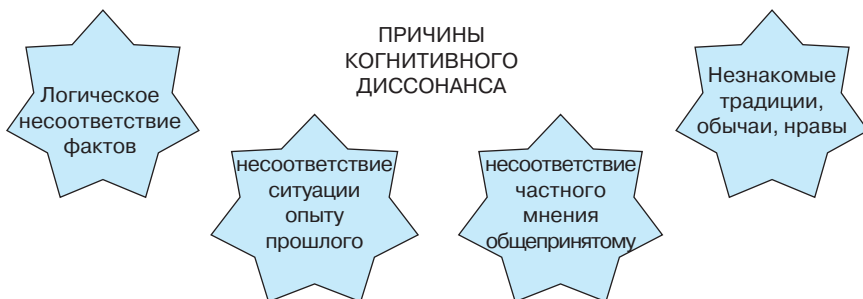 ПРИЧИНЫ
КОГНИТИВНОГО
ДИССОНАНСА
Логическое
несоответствие
фактов
несоответствие
ситуации
опыту
прошлого
несоответствие
частного
мнения
общепринятому
Незнакомые
традиции,
обычаи, нравы